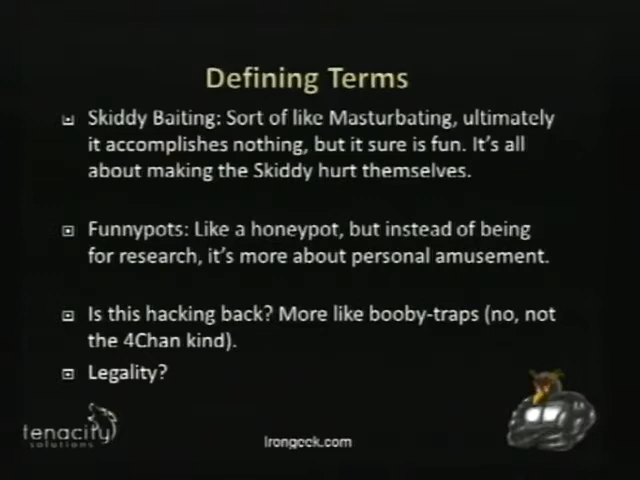 Defining Terms
Skiddy Baiting: Sort of like Masturbating, ultimately
it accomplishes nothing, but it sure is fun. It's all
about making the Skiddy hurt themselves.
Funnypots: Like a honeypot, but instead of being
for research, it's more about personal amusement.
Is this hacking back? More like booby-traps (no, not
the 4Chan kind).
Legality?
tenacity
solutions
Irongeek.com